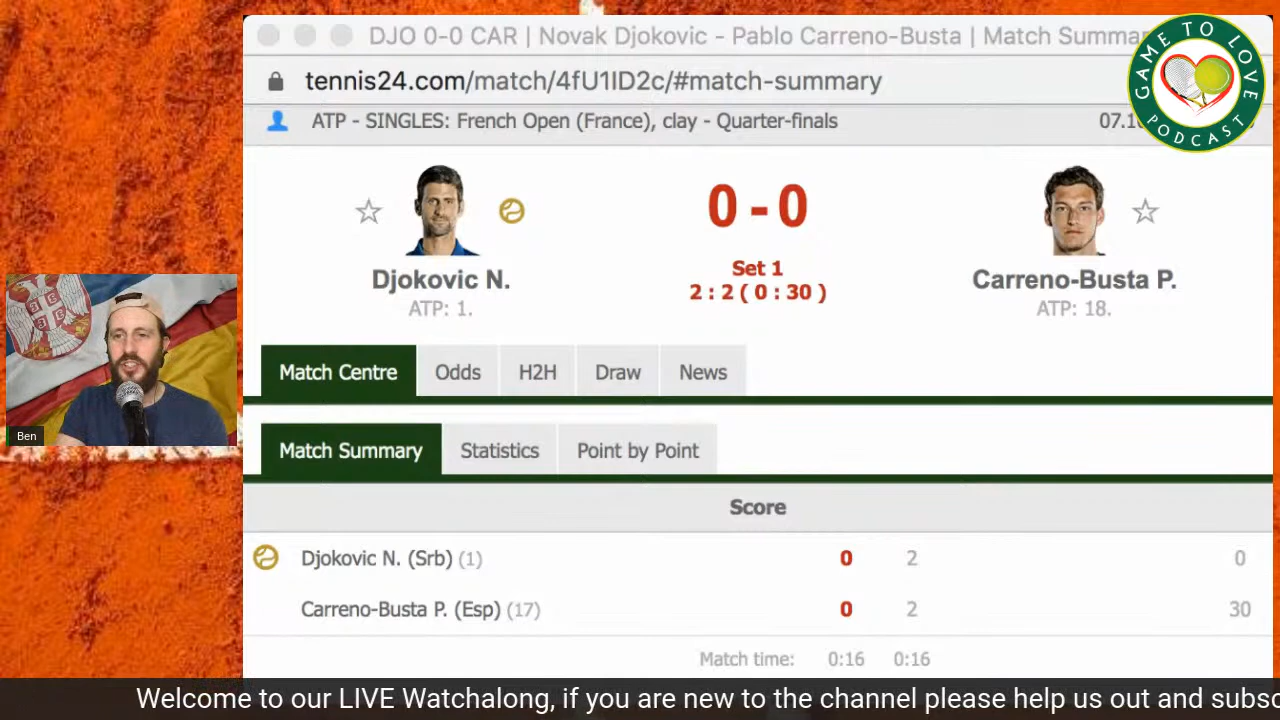 DJO 0-0 CAR | Novak Djokovic - Pablo Carreno-Busta | Match Summar
tennis24.com/match/4fU1ID2c/#match-summary
GAME TO LOVE PODCAST
ATP - SINGLES: French Open (France), clay - Quarter-finals 07.1
0 - 0
Set 1
2 : 2 ( 0 : 30 )
Djokovic N.
ATP: 1.
Carreno-Busta P.
ATP: 18.
Match Centre Odds H2H Draw News
Match Summary Statistics Point by Point
Score
Djokovic N. (Srb) (1) 0 2 0
Carreno-Busta P. (Esp) (17) 0 2 30
Match time: 0:16 0:16
Ben
Welcome to our LIVE Watchalong, if you are new to the channel please help us out and subsc